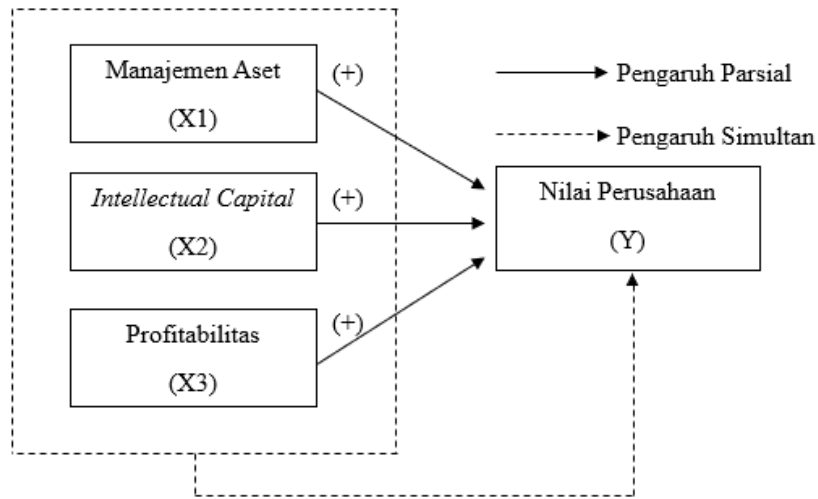 Manajemen Aset
(X1)
(+)
Pengaruh Parsial
Pengaruh Simultan
Intellectual Capital
(X2)
(+)
Nilai Perusahaan
(Y)
Profitabilitas
(X3)
(+)